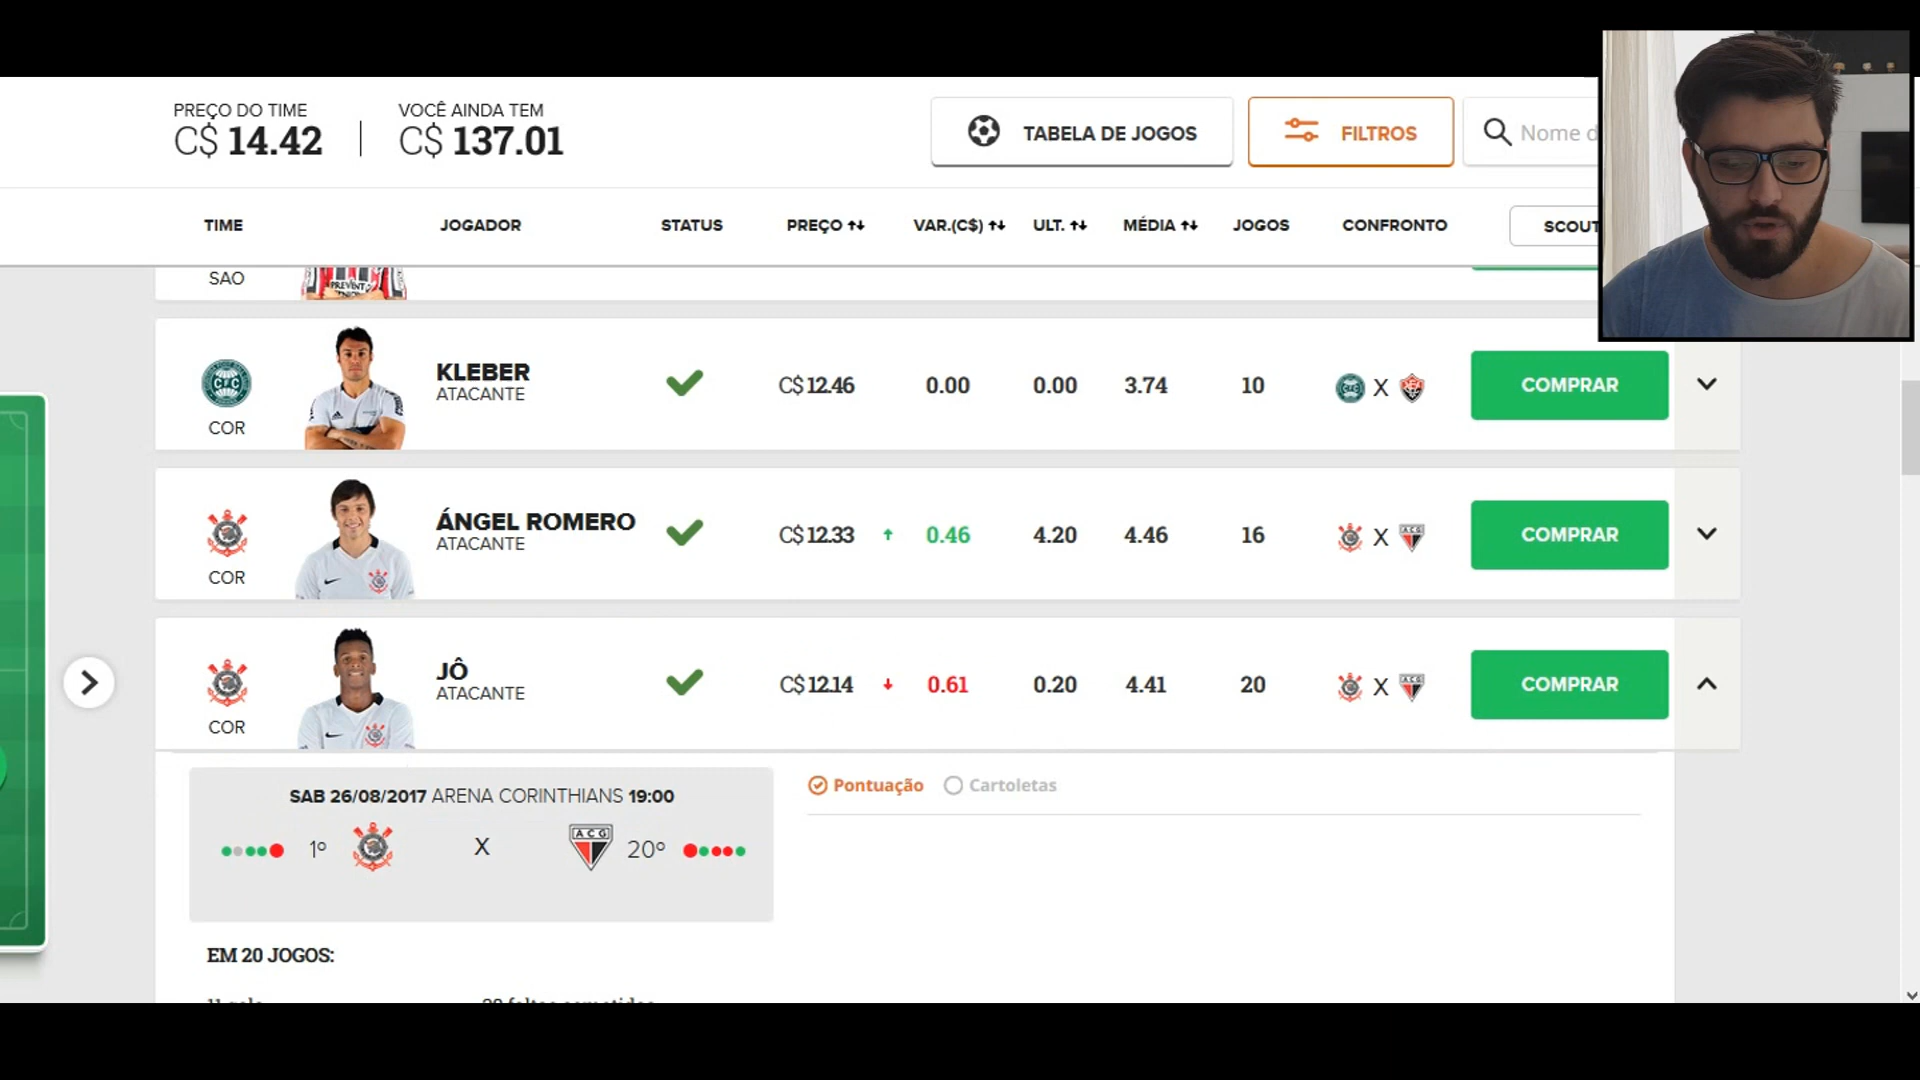 PREÇO DO TIME
C$ 14.42
VOCÊ AINDA TEM
C$ 137.01
TABELA DE JOGOS
FILTROS
Nome d
TIME JOGADOR STATUS PREÇO VAR.(C$) ULT. MÉDIA JOGOS CONFRONTO SCOUT
SAO
PREVENT
KLEBER
ATACANTE
COR
C$ 12.46 0.00 0.00 3.74 10 X COMPRAR
ÁNGEL ROMERO
ATACANTE
COR
C$ 12.33 0.46 4.20 4.46 16 X COMPRAR
JÔ
ATACANTE
COR
C$ 12.14 0.61 0.20 4.41 20 X COMPRAR
SAB 26/08/2017 ARENA CORINTHIANS 19:00
1º X ACG 20º
Pontuação Cartoletas
EM 20 JOGOS: